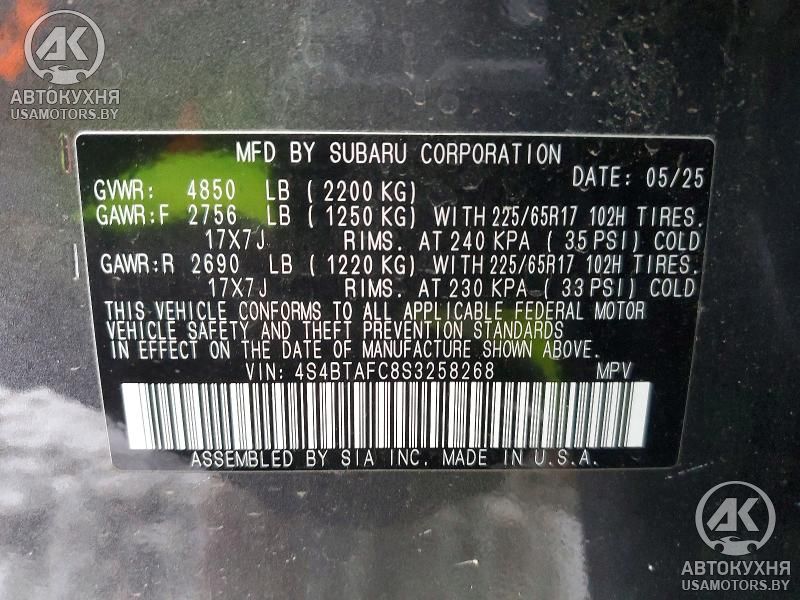 АК
АВТОКУХНЯ
USAMOTORS.BY
MFD BY SUBARU CORPORATION
DATE: 05/25
GVWR: 4850 LB ( 2200 KG)
GAWR:F 2756 LB ( 1250 KG) WITH 225/65R17 102H TIRES.
17X7J RIMS. AT 240 KPA ( 35 PSI) COLD
GAWR:R 2690 LB ( 1220 KG) WITH 225/65R17 102H TIRES.
17X7J RIMS. AT 230 KPA ( 33 PSI) COLD
THIS VEHICLE CONFORMS TO ALL APPLICABLE FEDERAL MOTOR
VEHICLE SAFETY AND THEFT PREVENTION STANDARDS
IN EFFECT ON THE DATE OF MANUFACTURE SHOWN ABOVE.
VIN: 4S4BTAFC8S3258268 MPV
ASSEMBLED BY SIA INC. MADE IN U.S.A.
АК
АВТОКУХНЯ
USAMOTORS.BY